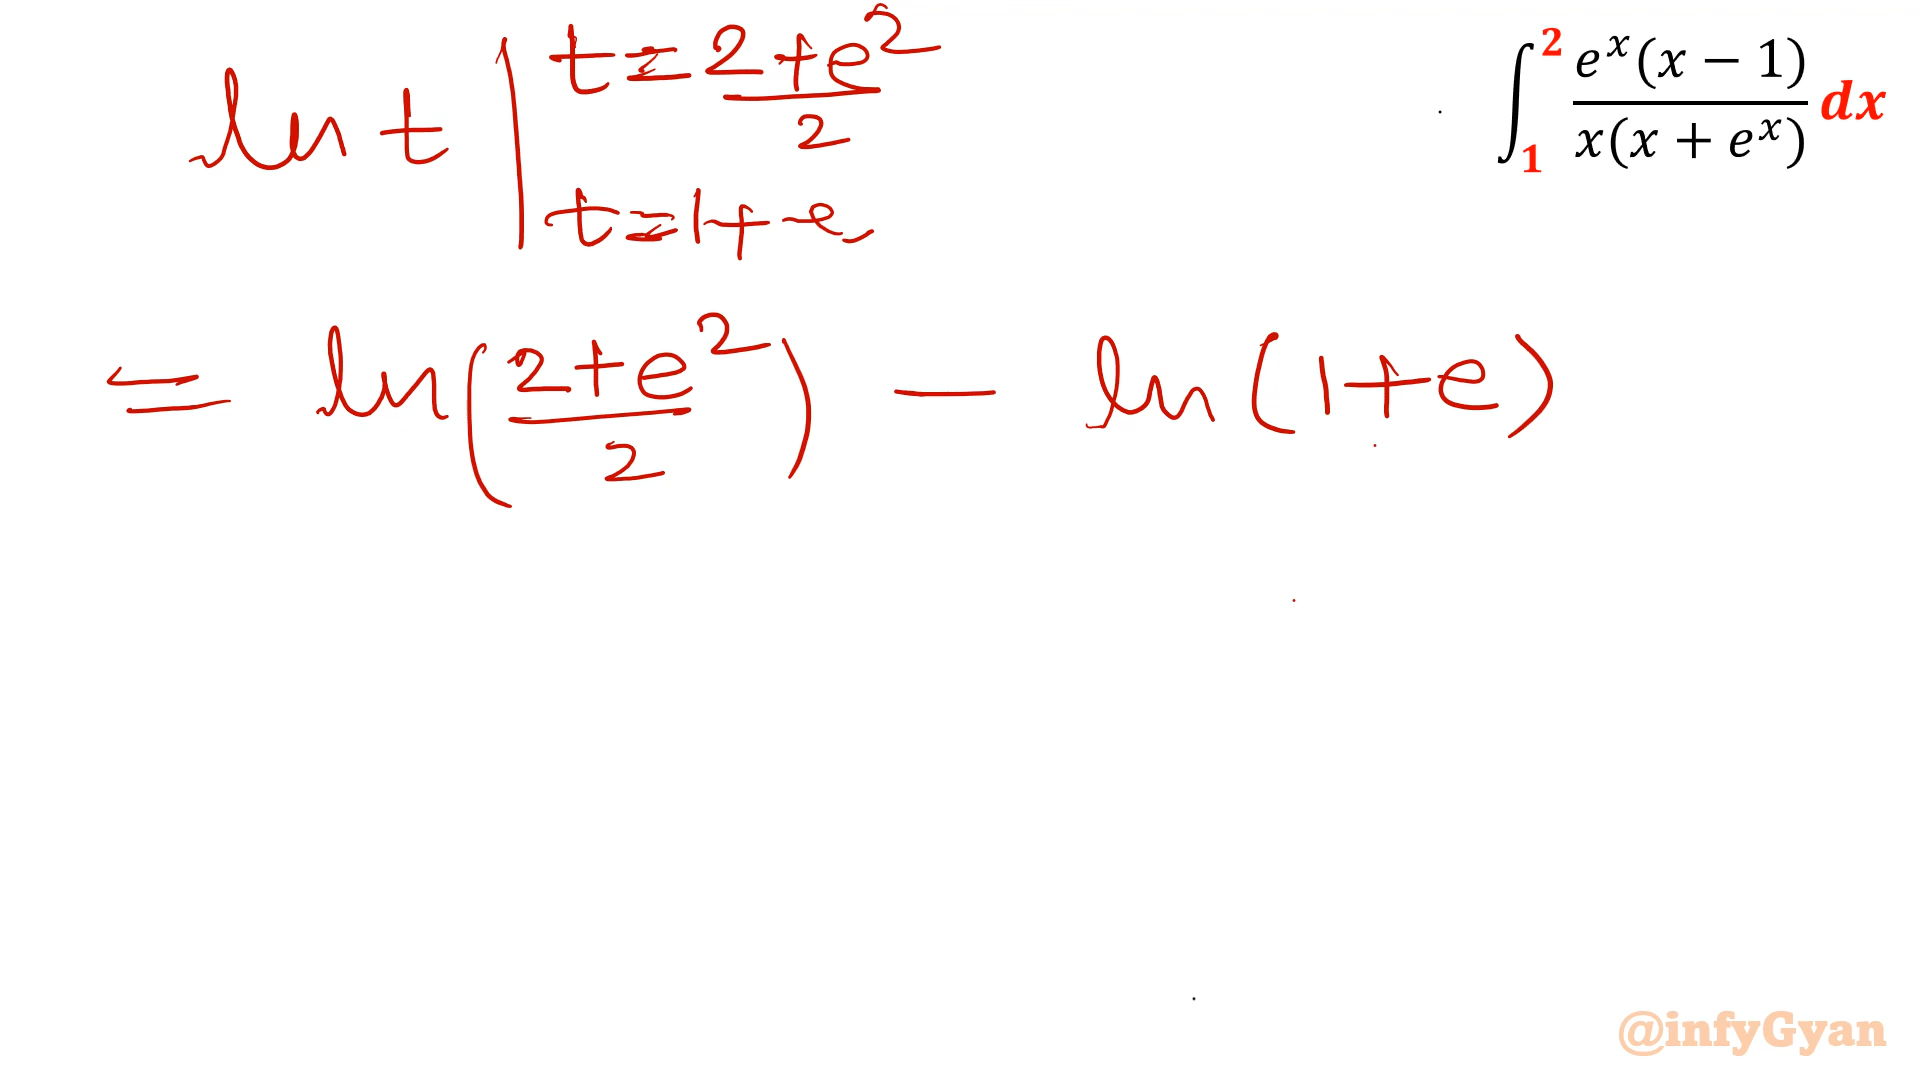 ∫₁² eˣ(x − 1) / x(x + eˣ) dx
ln t | t = (2+e²)/2
t = 1+e
= ln((2+e²)/2) − ln(1+e)
@infyGyan